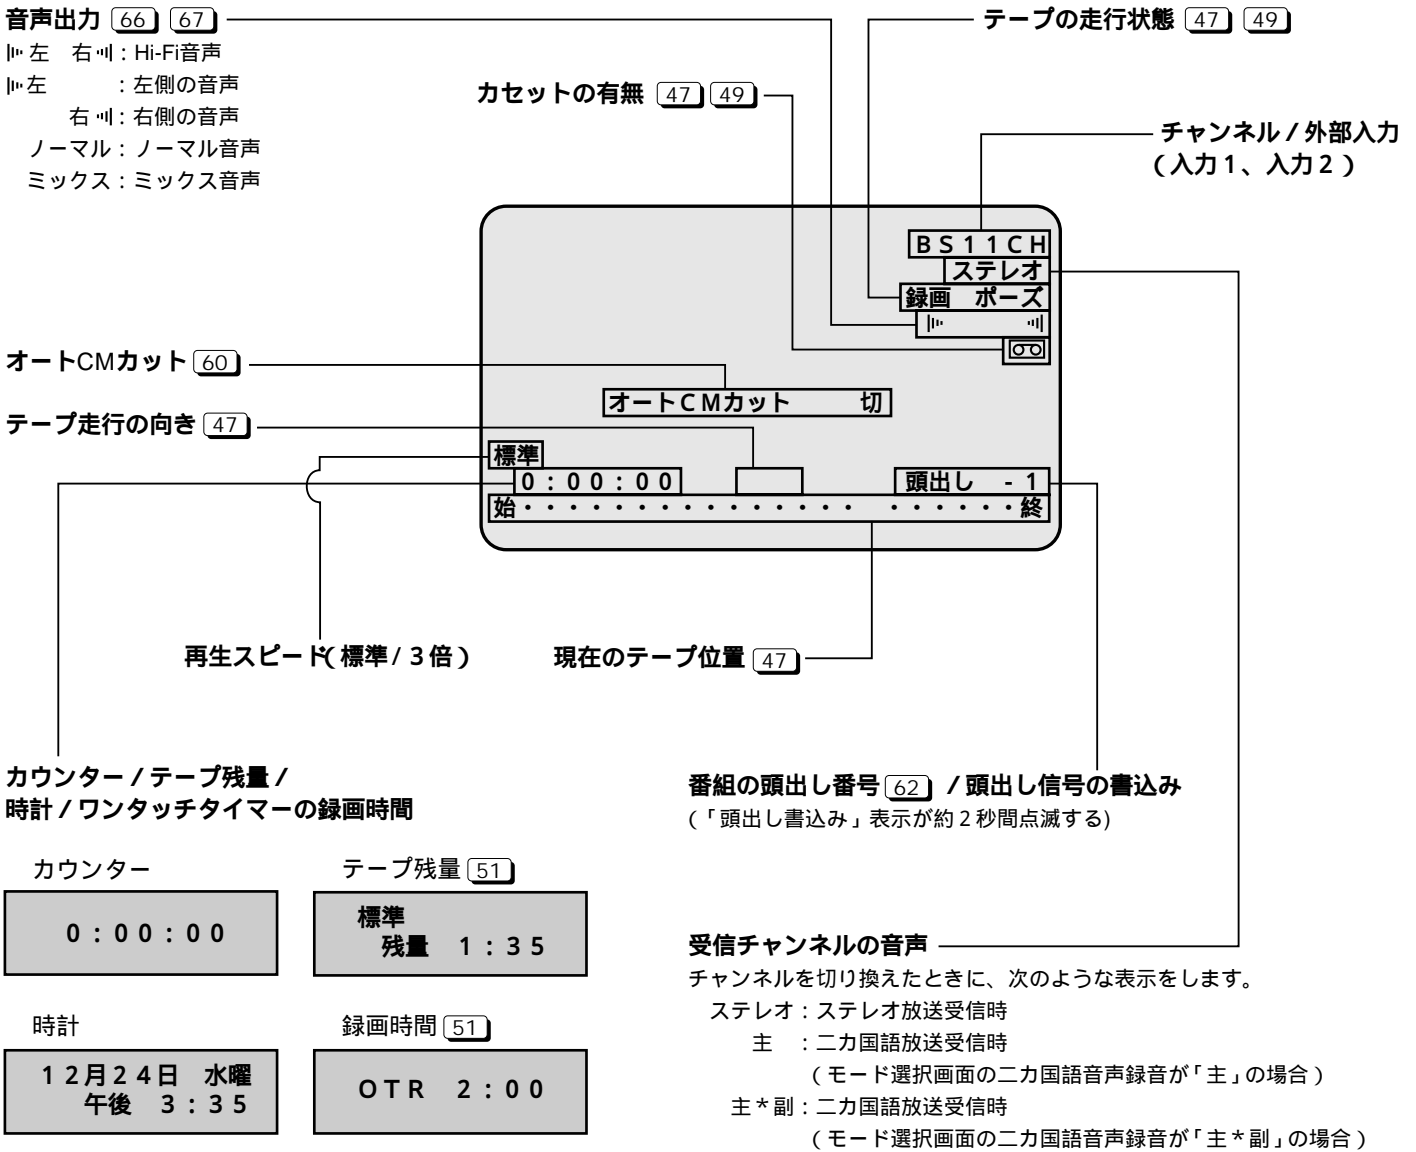 音声出力 66 67
左 右 : Hi-Fi音声
左 : 左側の音声
右 : 右側の音声
ノーマル : ノーマル音声
ミックス : ミックス音声
テープの走行状態 47 49
カセットの有無 47 49
チャンネル / 外部入力
( 入力1、入力2 )
BS11CH
ステレオ
録画 ポーズ
オートCMカット 60
オートCMカット 切
テープ走行の向き 47
標準
0:00:00
頭出し -1
始・・・・・・・・・・・・・・・ ・・・・・・終
再生スピード( 標準 / 3倍 )
現在のテープ位置 47
カウンター / テープ残量 /
時計 / ワンタッチタイマーの録画時間
カウンター
0:00:00
テープ残量 51
標準
残量 1:35
時計
12月24日 水曜
午後 3:35
録画時間 51
OTR 2:00
番組の頭出し番号 62 / 頭出し信号の書込み
(「頭出し書込み」表示が約2秒間点滅する)
受信チャンネルの音声
チャンネルを切り換えたときに、次のような表示をします。
ステレオ : ステレオ放送受信時
主 : 二カ国語放送受信時
( モード選択画面の二カ国語音声録音が「主」の場合 )
主*副 : 二カ国語放送受信時
( モード選択画面の二カ国語音声録音が「主*副」の場合 )